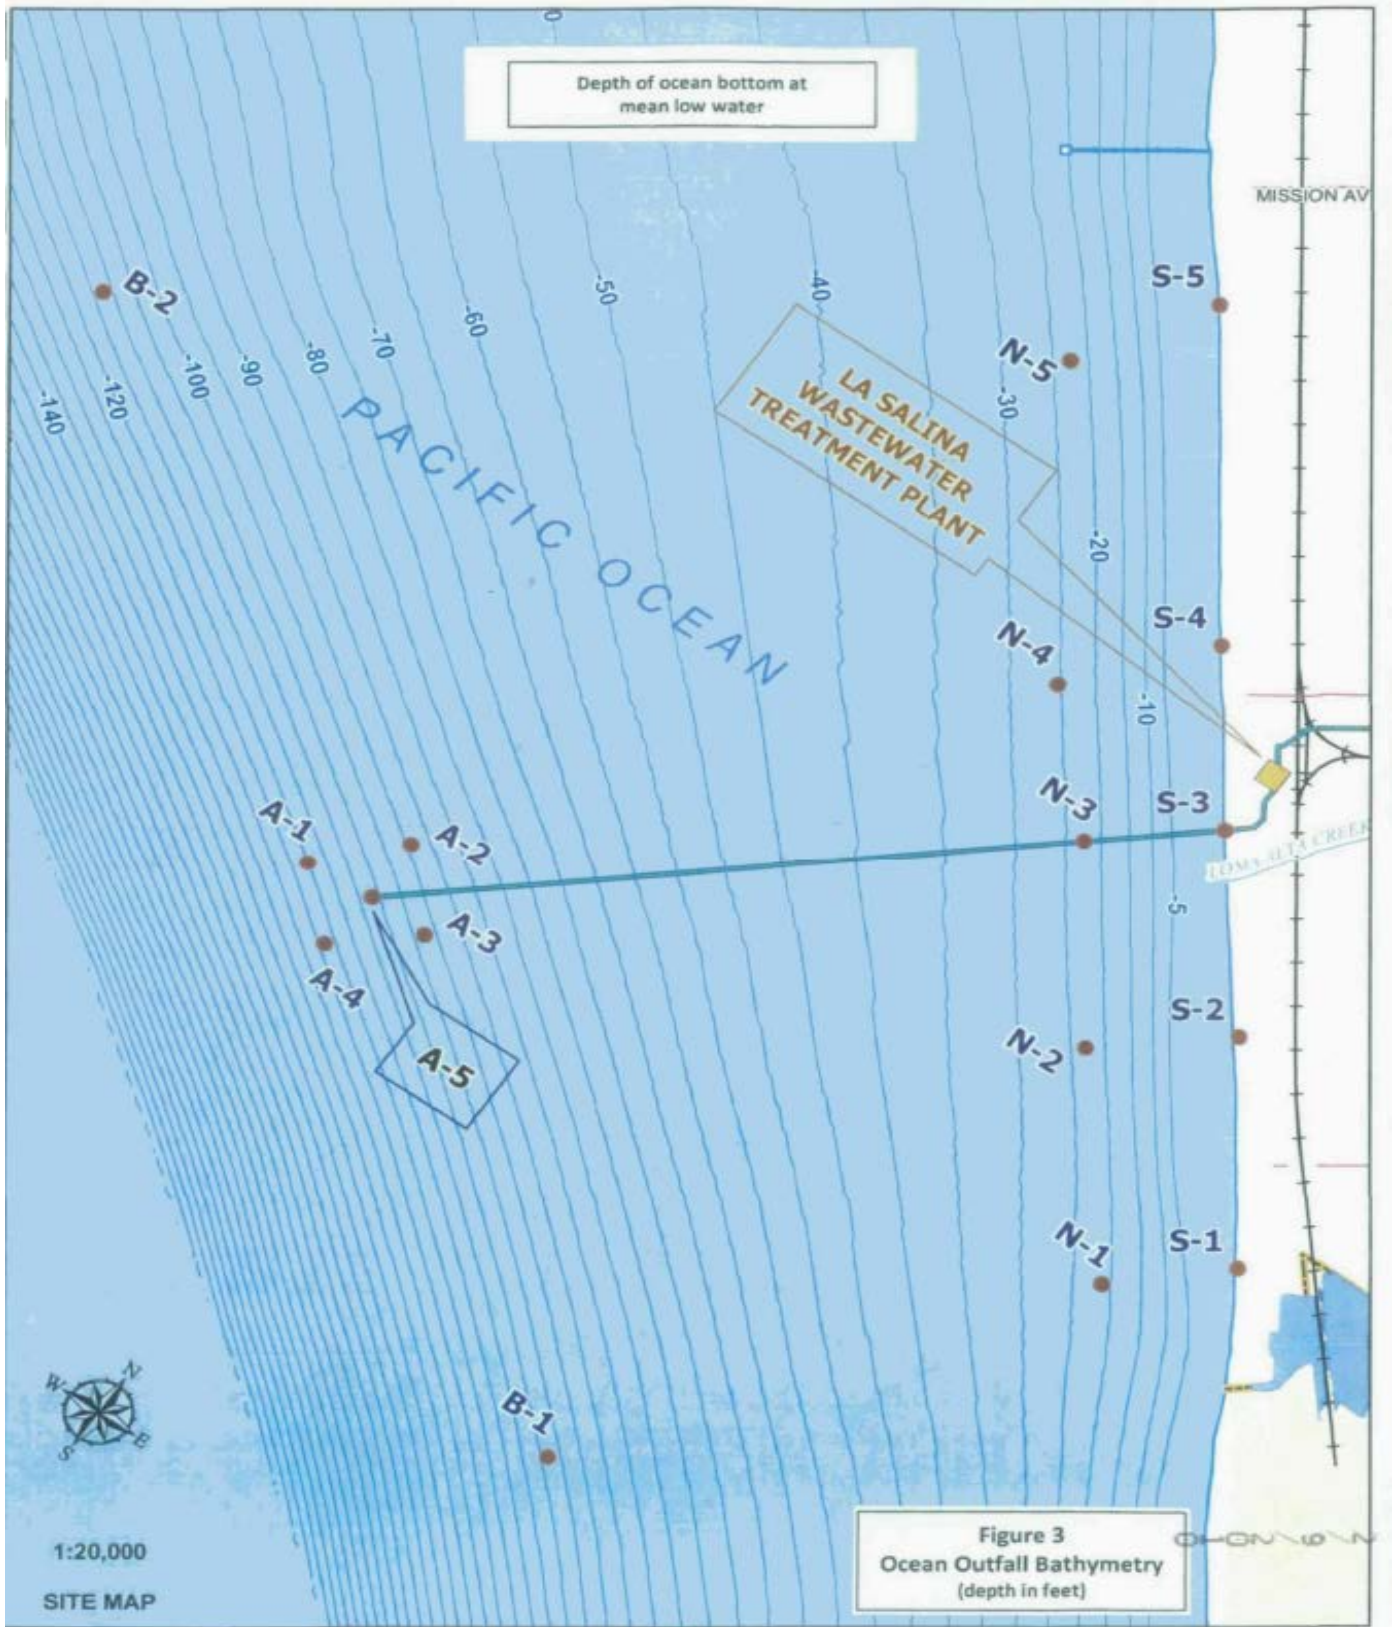 Depth of ocean bottom at
mean low water
MISSION AV
S-5
B-2
-40
-50
-60
N-5
-70
-80
-90
-100
-120
-140
-30
LA SALINA
WASTEWATER
TREATMENT PLANT
PACIFIC OCEAN
-20
S-4
N-4
-10
N-3
S-3
A-1
A-2
LOMA ALTA CREEK
-5
A-3
A-4
S-2
N-2
A-5
N-1
S-1
N
W
E
S
B-1
1:20,000
SITE MAP
Figure 3
Ocean Outfall Bathymetry
(depth in feet)